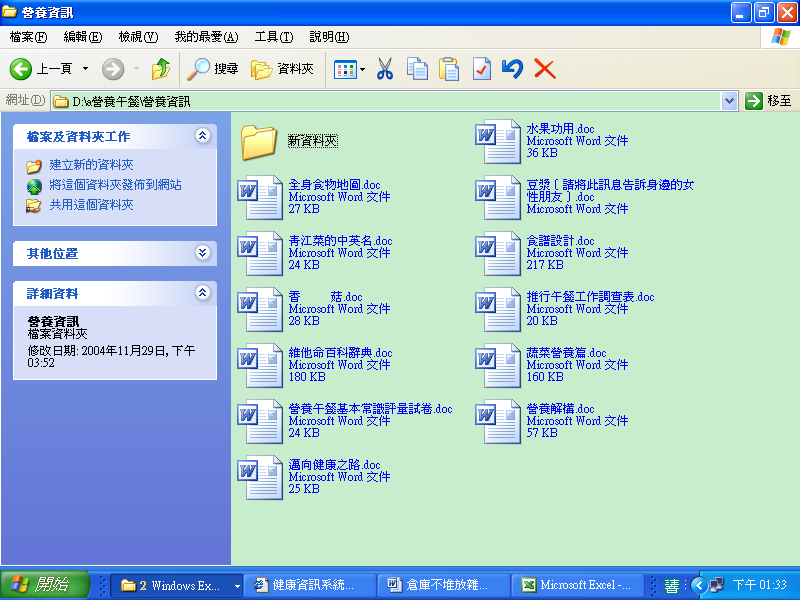 營養資訊
檔案(F) 編輯(E) 檢視(V) 我的最愛(A) 工具(T) 說明(H)
上一頁 搜尋 資料夾
網址(D) D:\a營養午餐\營養資訊 移至
檔案及資料夾工作
建立新的資料夾
將這個資料夾發佈到網站
共用這個資料夾
其他位置
詳細資料
營養資訊
檔案資料夾
修改日期: 2004年11月29日, 下午
03:52
新資料夾
水果功用.doc
Microsoft Word 文件
36 KB
全身食物地圖.doc
Microsoft Word 文件
27 KB
豆漿〔請將此訊息告訴身邊的女
性朋友〕.doc
Microsoft Word 文件
青江菜的中英名.doc
Microsoft Word 文件
24 KB
食譜設計.doc
Microsoft Word 文件
217 KB
香 菇.doc
Microsoft Word 文件
28 KB
推行午餐工作調查表.doc
Microsoft Word 文件
20 KB
維他命百科辭典.doc
Microsoft Word 文件
180 KB
蔬菜營養篇.doc
Microsoft Word 文件
160 KB
營養午餐基本常識評量試卷.doc
Microsoft Word 文件
24 KB
營養解構.doc
Microsoft Word 文件
57 KB
邁向健康之路.doc
Microsoft Word 文件
25 KB
開始 2 Windows Ex... 健康資訊系統... 倉庫不堆放雜... Microsoft Excel -... 下午 01:33